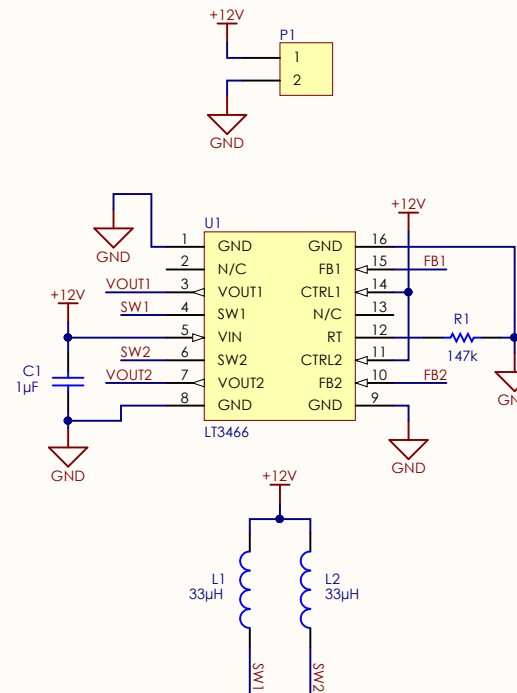 +12V
P1
1
2
GND
U1
+12V
1 GND GND 16
GND
2 N/C FB1 15 FB1
VOUT1 3 VOUT1 CTRL1 14
+12V
SW1 4 SW1 N/C 13
5 VIN RT 12 R1
147k
SW2 6 SW2 CTRL2 11
C1
1µF
VOUT2 7 VOUT2 FB2 10 FB2
8 GND GND 9
LT3466
GND
GND
+12V
L1
33µH
L2
33µH
SW1
SW2